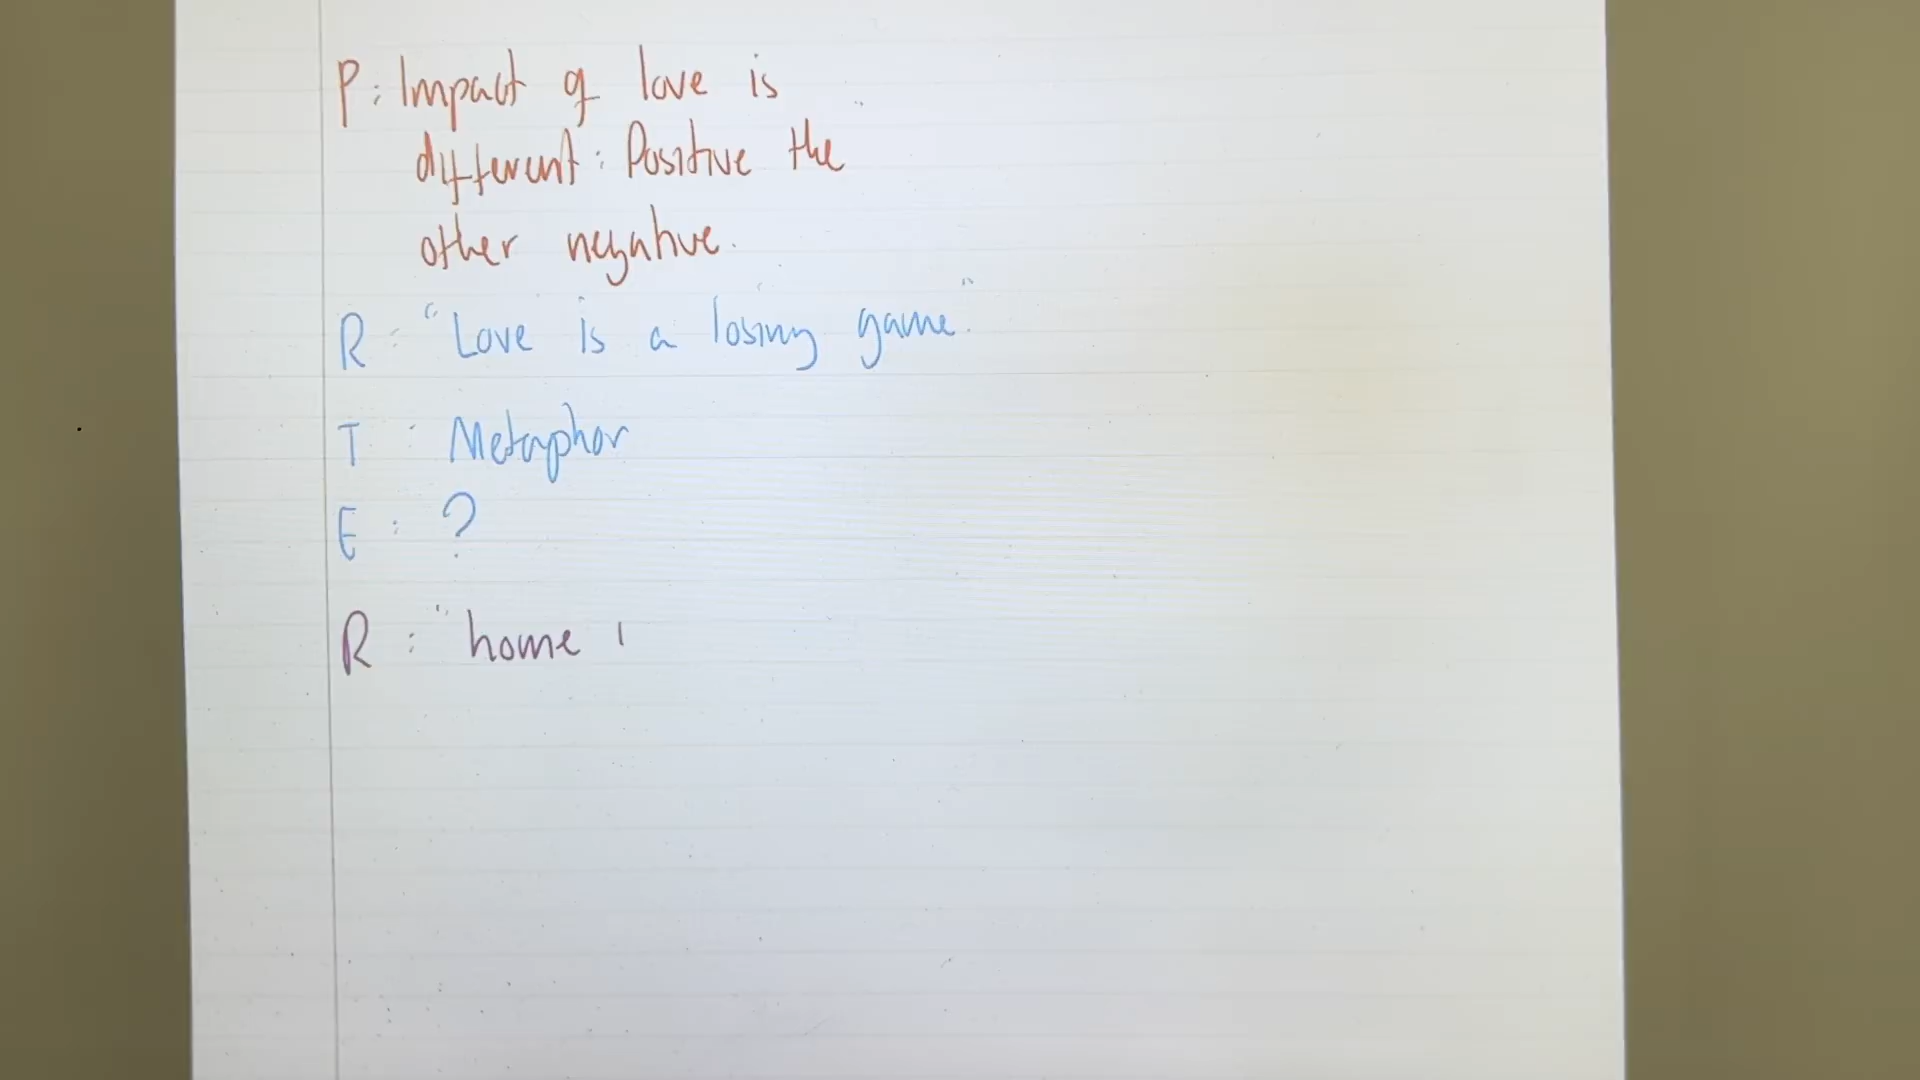 P: Impact of love is
different: Positive the
other negative.
R: "Love is a losing game."
T: Metaphor
E: ?
R: "home